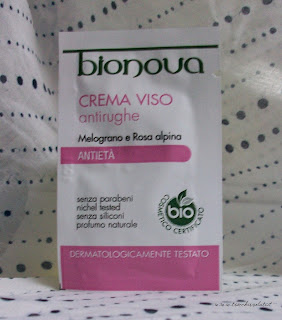 bionova
CREMA VISO
antirughe
Melograno e Rosa alpina
ANTIETÀ
senza parabeni
nichel tested
senza siliconi
profumo naturale
bio
COSMETICO CERTIFICATO
DERMATOLOGICAMENTE TESTATO